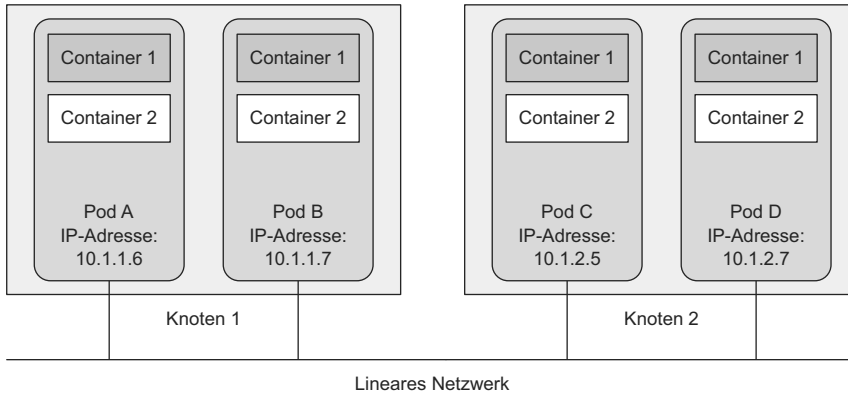 Container 1
Container 2
Pod A
IP-Adresse:
10.1.1.6
Container 1
Container 2
Pod B
IP-Adresse:
10.1.1.7
Knoten 1
Container 1
Container 2
Pod C
IP-Adresse:
10.1.2.5
Container 1
Container 2
Pod D
IP-Adresse:
10.1.2.7
Knoten 2
Lineares Netzwerk